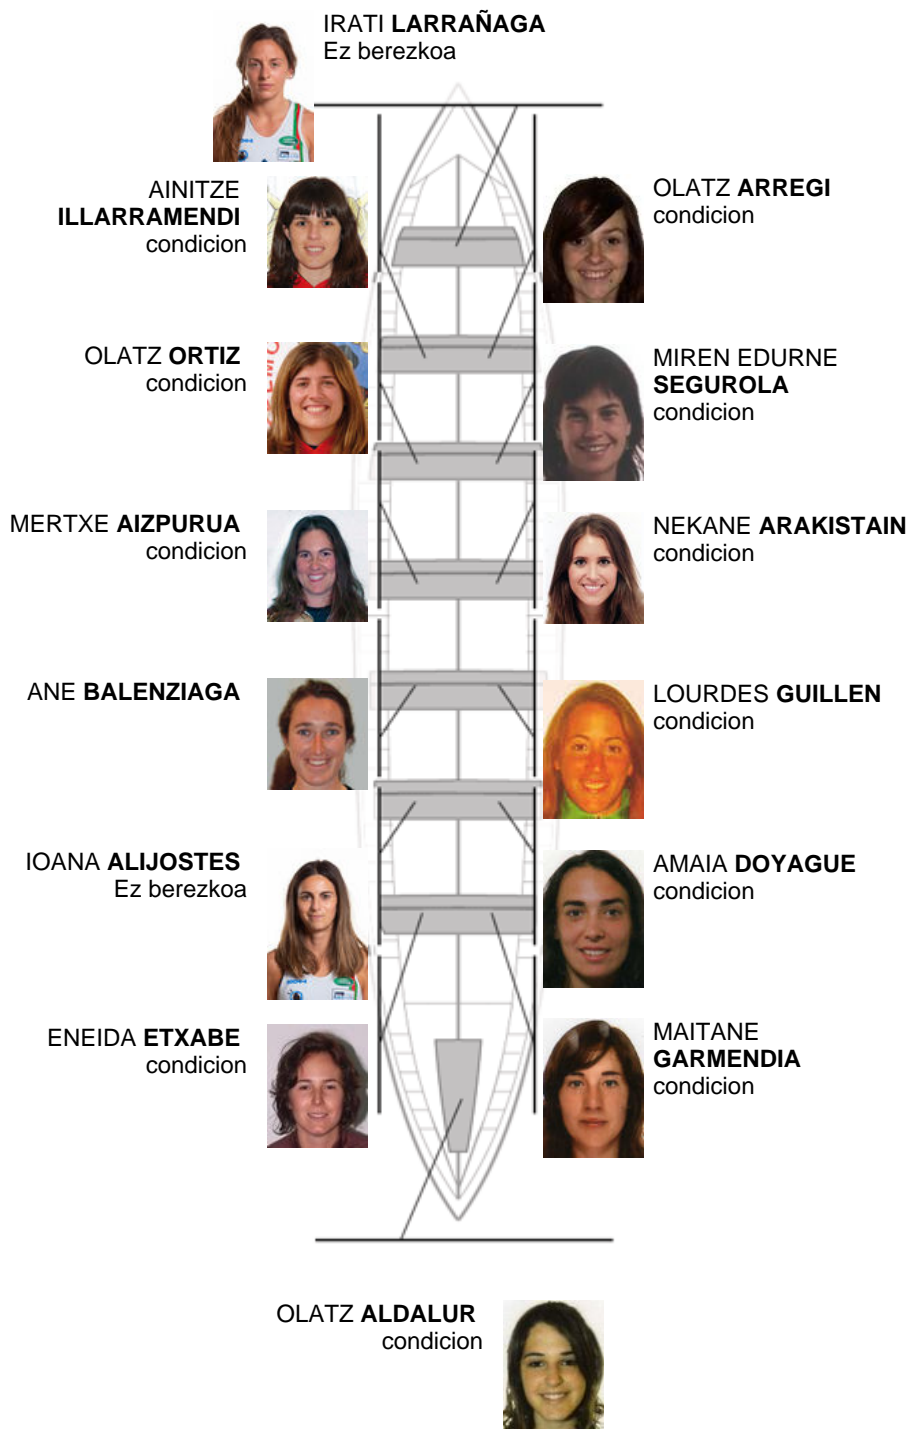 IRATI LARRAÑAGA
Ez berezkoa
AINITZE
ILLARRAMENDI
condicion
OLATZ ARREGI
condicion
OLATZ ORTIZ
condicion
MIREN EDURNE
SEGUROLA
condicion
MERTXE AIZPURUA
condicion
NEKANE ARAKISTAIN
condicion
ANE BALENZIAGA
LOURDES GUILLEN
condicion
IOANA ALIJOSTES
Ez berezkoa
AMAIA DOYAGUE
condicion
ENEIDA ETXABE
condicion
MAITANE
GARMENDIA
condicion
OLATZ ALDALUR
condicion